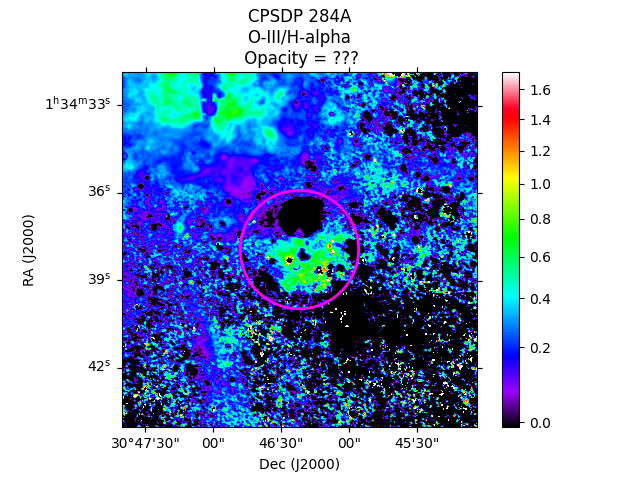 CPSDP 284A
O-III/H-alpha
Opacity = ???
1h34m33s
36s
39s
42s
RA (J2000)
30°47'30" 00" 46'30" 00" 45'30"
Dec (J2000)
1.6
1.4
1.2
1.0
0.8
0.6
0.4
0.2
0.0